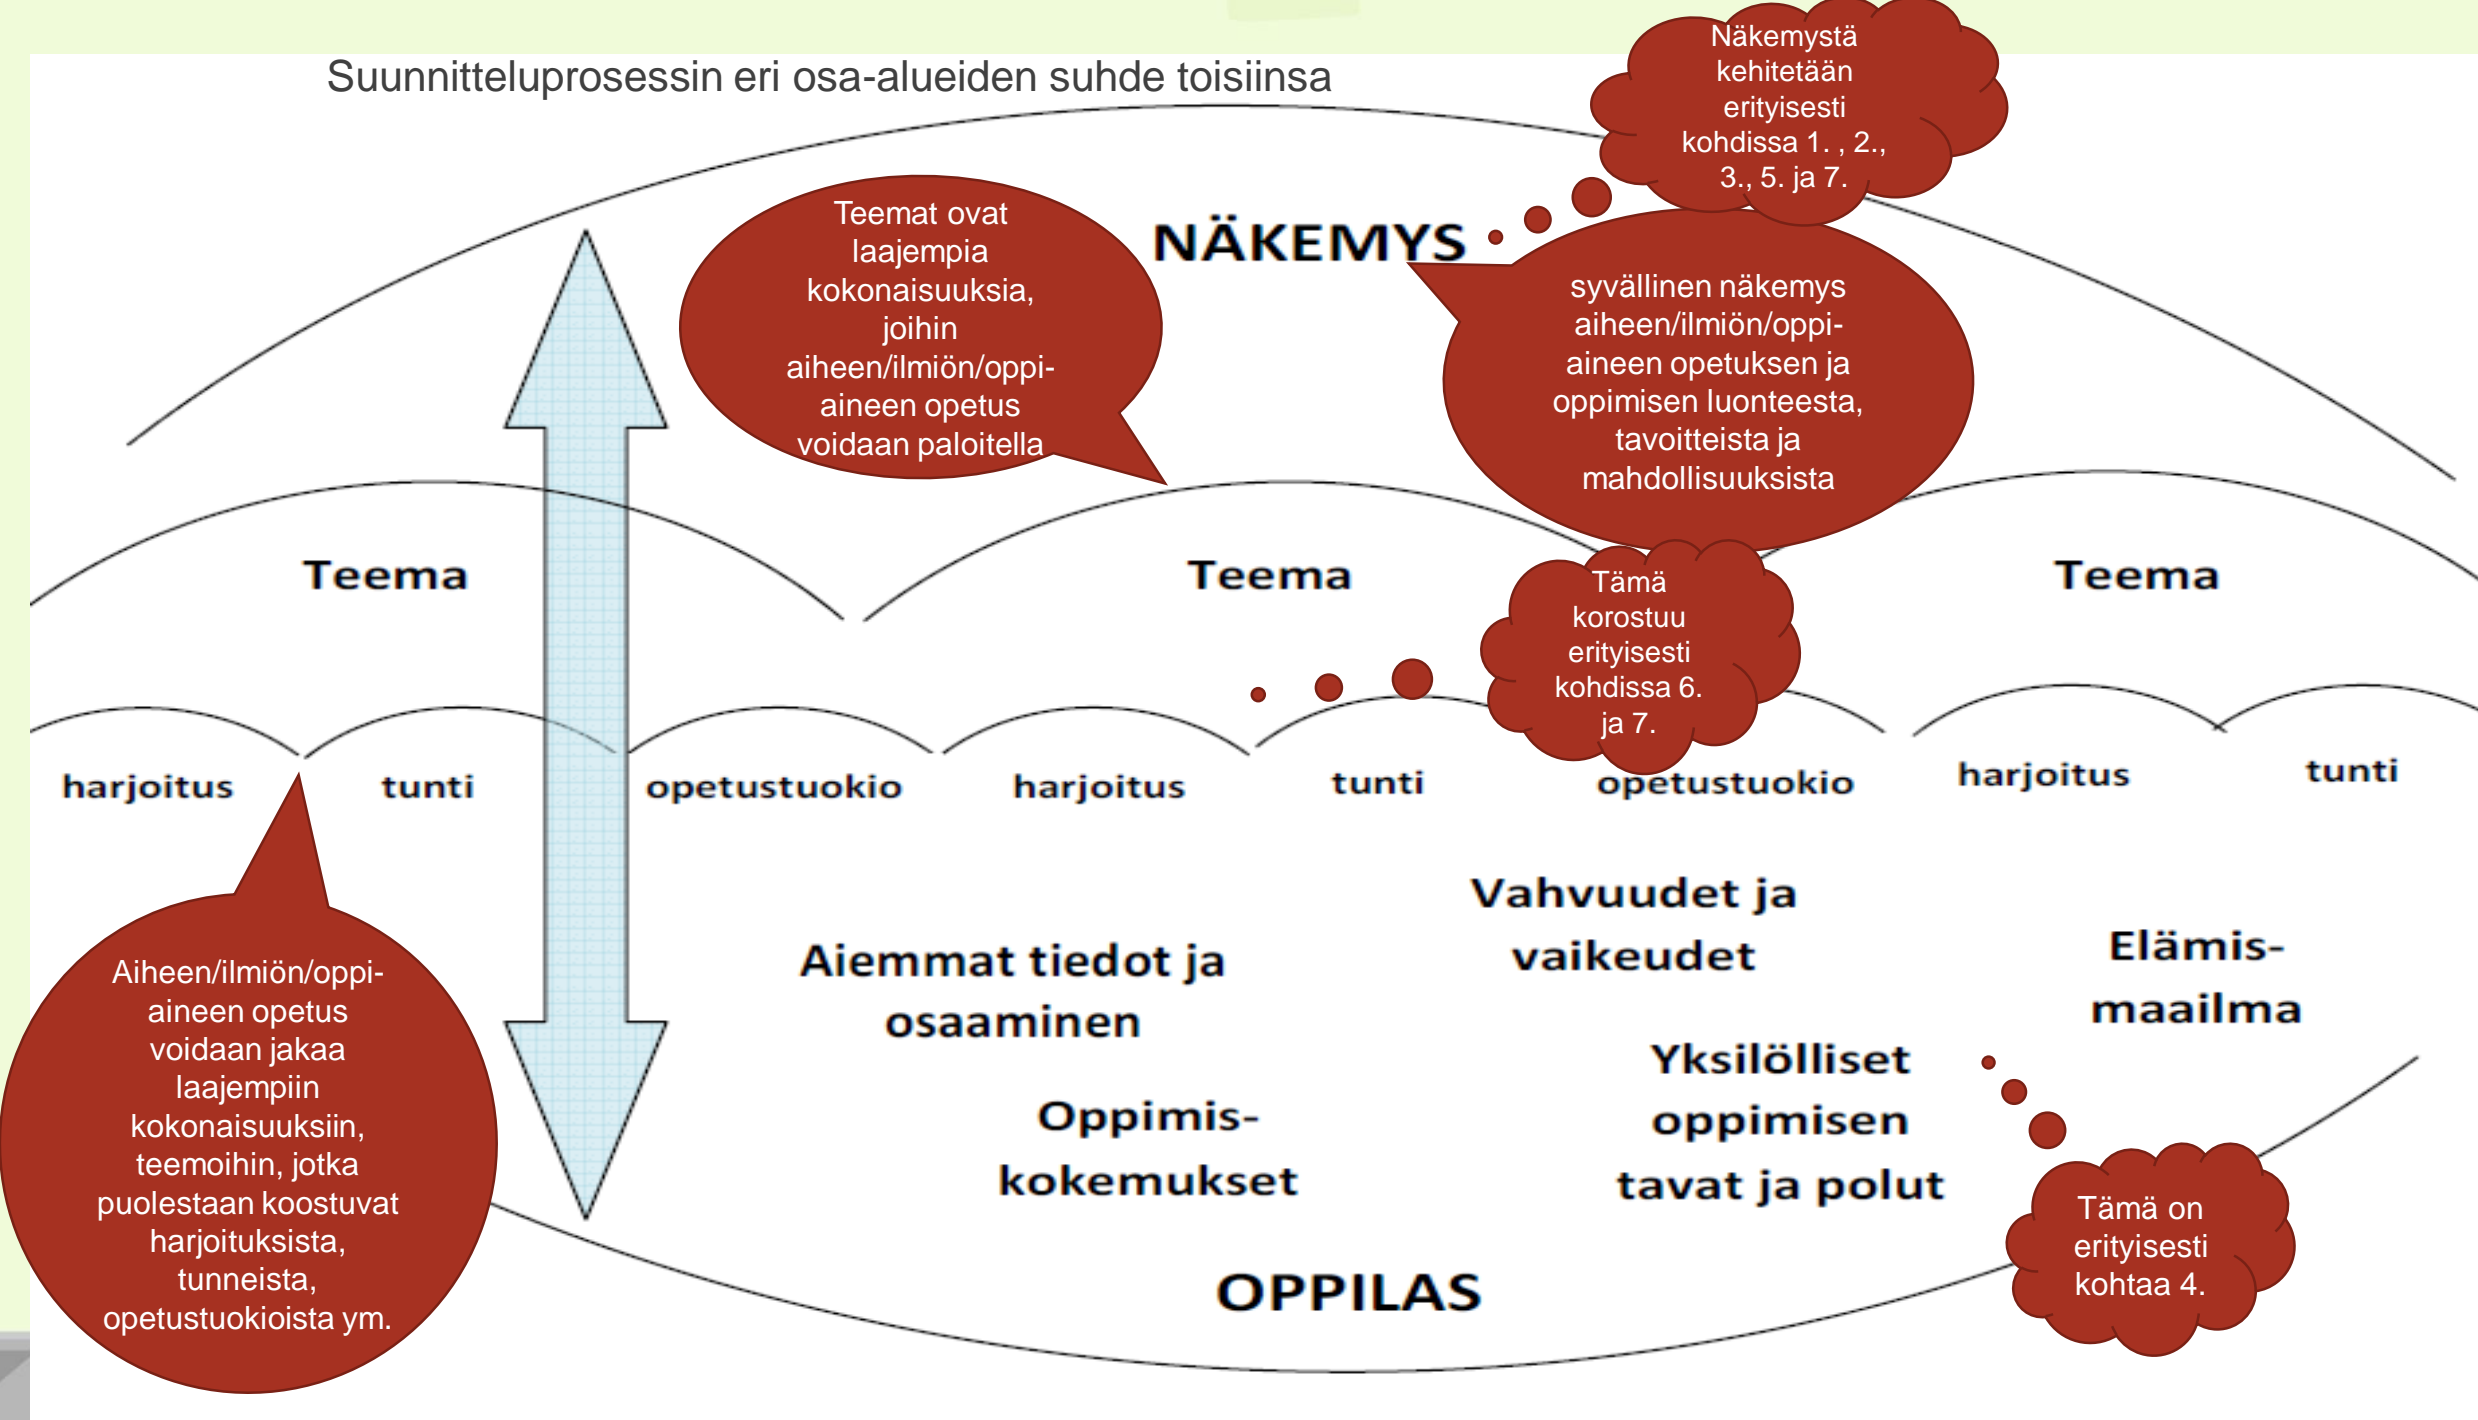 Suunnitteluprosessin eri osa-alueiden suhde toisiinsa
Näkemystä
kehitetään
erityisesti
kohdissa 1. , 2.,
3., 5. ja 7.
NÄKEMYS
Teemat ovat
laajempia
kokonaisuuksia,
joihin
aiheen/ilmiön/oppi-
aineen opetus
voidaan paloitella
syvällinen näkemys
aiheen/ilmiön/oppi-
aineen opetuksen ja
oppimisen luonteesta,
tavoitteista ja
mahdollisuuksista
Teema
Teema
Teema
Tämä
korostuu
erityisesti
kohdissa 6.
ja 7.
harjoitus
tunti
opetustuokio
harjoitus
tunti
opetustuokio
harjoitus
tunti
Aiheen/ilmiön/oppi-
aineen opetus
voidaan jakaa
laajempiin
kokonaisuuksiin,
teemoihin, jotka
puolestaan koostuvat
harjoituksista,
tunneista,
opetustuokioista ym.
Aiemmat tiedot ja
osaaminen
Vahvuudet ja
vaikeudet
Elämis-
maailma
Oppimis-
kokemukset
Yksilölliset
oppimisen
tavat ja polut
Tämä on
erityisesti
kohtaa 4.
OPPILAS